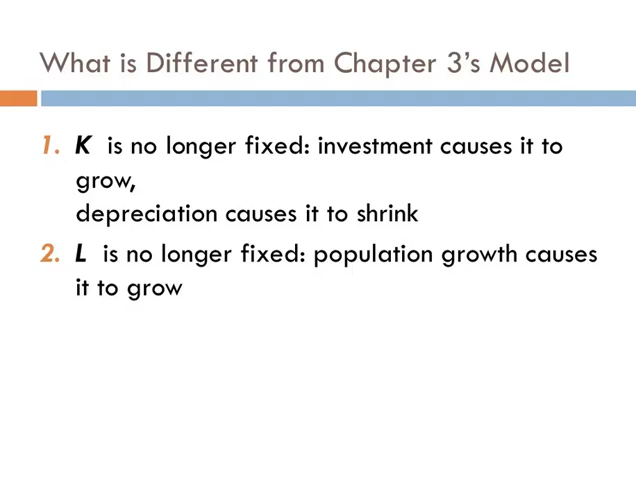 What is Different from Chapter 3's Model
1. K is no longer fixed: investment causes it to
grow,
depreciation causes it to shrink
2. L is no longer fixed: population growth causes
it to grow